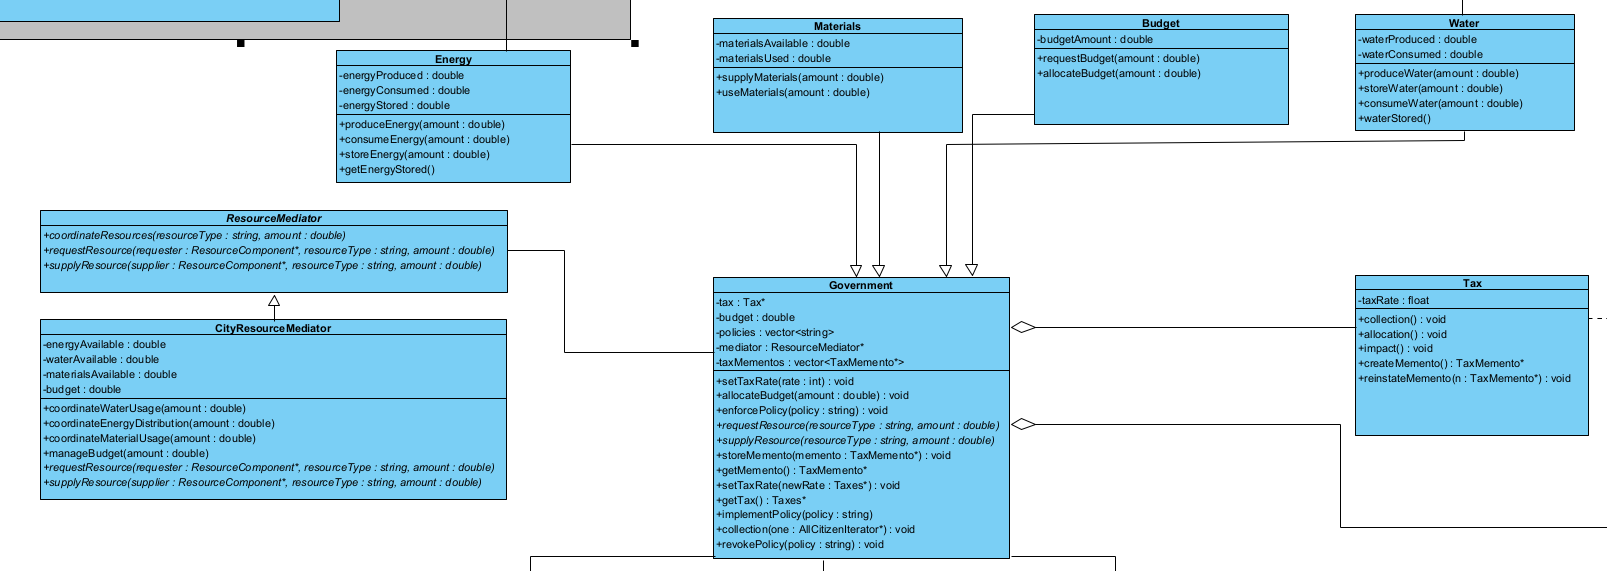 Energy
-energyProduced : double
-energyConsumed : double
-energyStored : double
+produceEnergy(amount : double)
+consumeEnergy(amount : double)
+storeEnergy(amount : double)
+getEnergyStored()
Materials
-materialsAvailable : double
-materialsUsed : double
+supplyMaterials(amount : double)
+useMaterials(amount : double)
Budget
-budgetAmount : double
+requestBudget(amount : double)
+allocateBudget(amount : double)
Water
-waterProduced : double
-waterConsumed : double
+produceWater(amount : double)
+storeWater(amount : double)
+consumeWater(amount : double)
+waterStored()
ResourceMediator
+coordinateResources(resourceType : string, amount : double)
+requestResource(requester : ResourceComponent*, resourceType : string, amount : double)
+supplyResource(supplier : ResourceComponent*, resourceType : string, amount : double)
CityResourceMediator
-energyAvailable : double
-waterAvailable : double
-materialsAvailable : double
-budget : double
+coordinateWaterUsage(amount : double)
+coordinateEnergyDistribution(amount : double)
+coordinateMaterialUsage(amount : double)
+manageBudget(amount : double)
+requestResource(requester : ResourceComponent*, resourceType : string, amount : double)
+supplyResource(supplier : ResourceComponent*, resourceType : string, amount : double)
Government
-tax : Tax*
-budget : double
-policies : vector<string>
-mediator : ResourceMediator*
-taxMementos : vector<TaxMemento*>
+setTaxRate(rate : int) : void
+allocateBudget(amount : double) : void
+enforcePolicy(policy : string) : void
+requestResource(resourceType : string, amount : double)
+supplyResource(resourceType : string, amount : double)
+storeMemento(memento : TaxMemento*) : void
+getMemento() : TaxMemento*
+setTaxRate(newRate : Taxes*) : void
+getTax() : Taxes*
+implementPolicy(policy : string)
+collection(one : AllCitizenIterator*) : void
+revokePolicy(policy : string) : void
Tax
-taxRate : float
+collection() : void
+allocation() : void
+impact() : void
+createMemento() : TaxMemento*
+reinstateMemento(n : TaxMemento*) : void